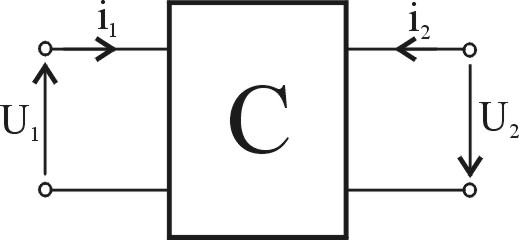 i₁ i₂
U₁ C U₂